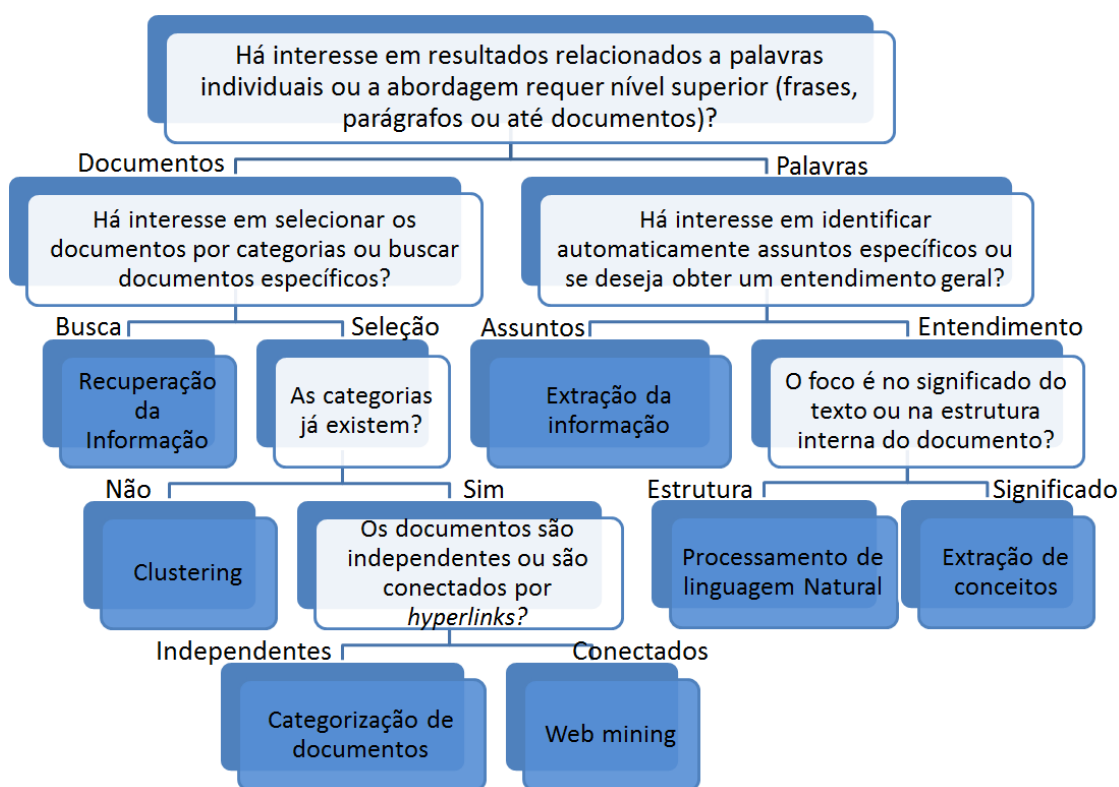 Há interesse em resultados relacionados a palavras
individuais ou a abordagem requer nível superior (frases,
parágrafos ou até documentos)?
Documentos
Palavras
Há interesse em selecionar os
documentos por categorias ou buscar
documentos específicos?
Há interesse em identificar
automaticamente assuntos específicos ou
se deseja obter um entendimento geral?
Busca
Seleção
Assuntos
Entendimento
Recuperação
da
Informação
As categorias
já existem?
Extração da
informação
O foco é no significado do
texto ou na estrutura
interna do documento?
Não
Sim
Estrutura
Significado
Clustering
Os documentos são
independentes ou são
conectados por
hyperlinks?
Processamento de
linguagem Natural
Extração de
conceitos
Independentes
Conectados
Categorização de
documentos
Web mining